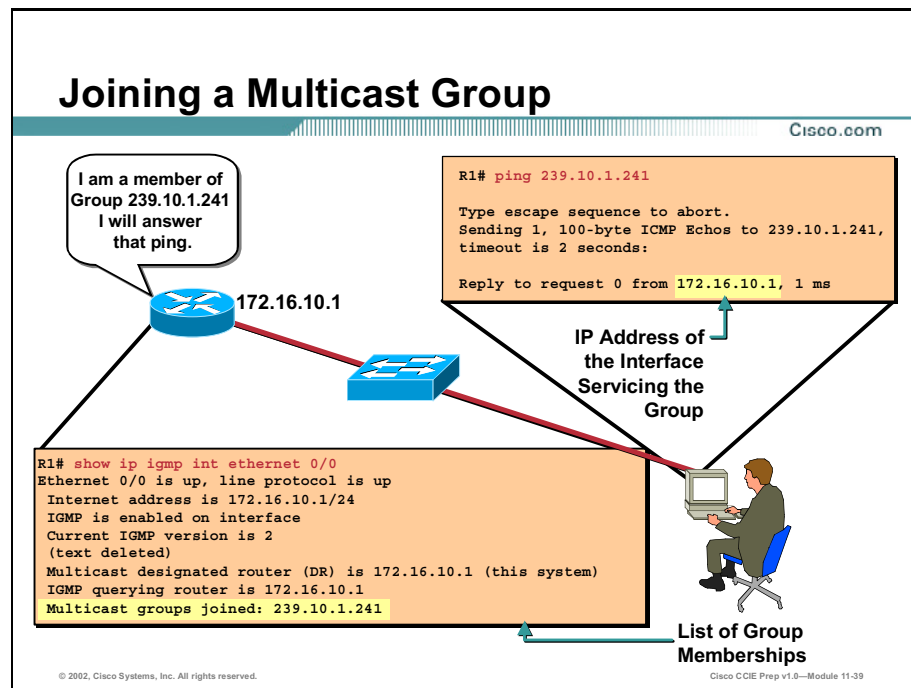 Joining a Multicast Group
Cisco.com
I am a member of
Group 239.10.1.241
I will answer
that ping.
172.16.10.1
R1# ping 239.10.1.241
Type escape sequence to abort.
Sending 1, 100-byte ICMP Echos to 239.10.1.241,
timeout is 2 seconds:
Reply to request 0 from 172.16.10.1, 1 ms
IP Address of
the Interface
Servicing the
Group
R1# show ip igmp int ethernet 0/0
Ethernet 0/0 is up, line protocol is up
Internet address is 172.16.10.1/24
IGMP is enabled on interface
Current IGMP version is 2
(text deleted)
Multicast designated router (DR) is 172.16.10.1 (this system)
IGMP querying router is 172.16.10.1
Multicast groups joined: 239.10.1.241
List of Group
Memberships
© 2002, Cisco Systems, Inc. All rights reserved.
Cisco CCIE Prep v1.0—Module 11-39